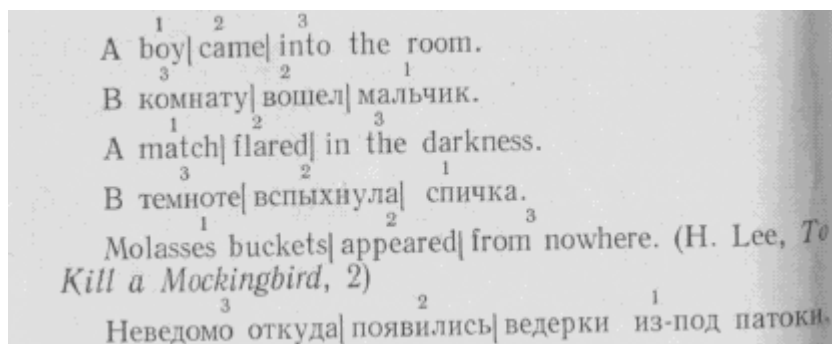 1 2 3
A boy| came| into the room.
3 2 1
В комнату| вошел| мальчик.
1 2 3
A match| flared| in the darkness.
3 2 1
В темноте| вспыхнула| спичка.
1 2 3
Molasses buckets| appeared| from nowhere. (H. Lee, To
Kill a Mockingbird, 2)
3 2 1
Неведомо откуда| появились| ведерки из-под патоки.